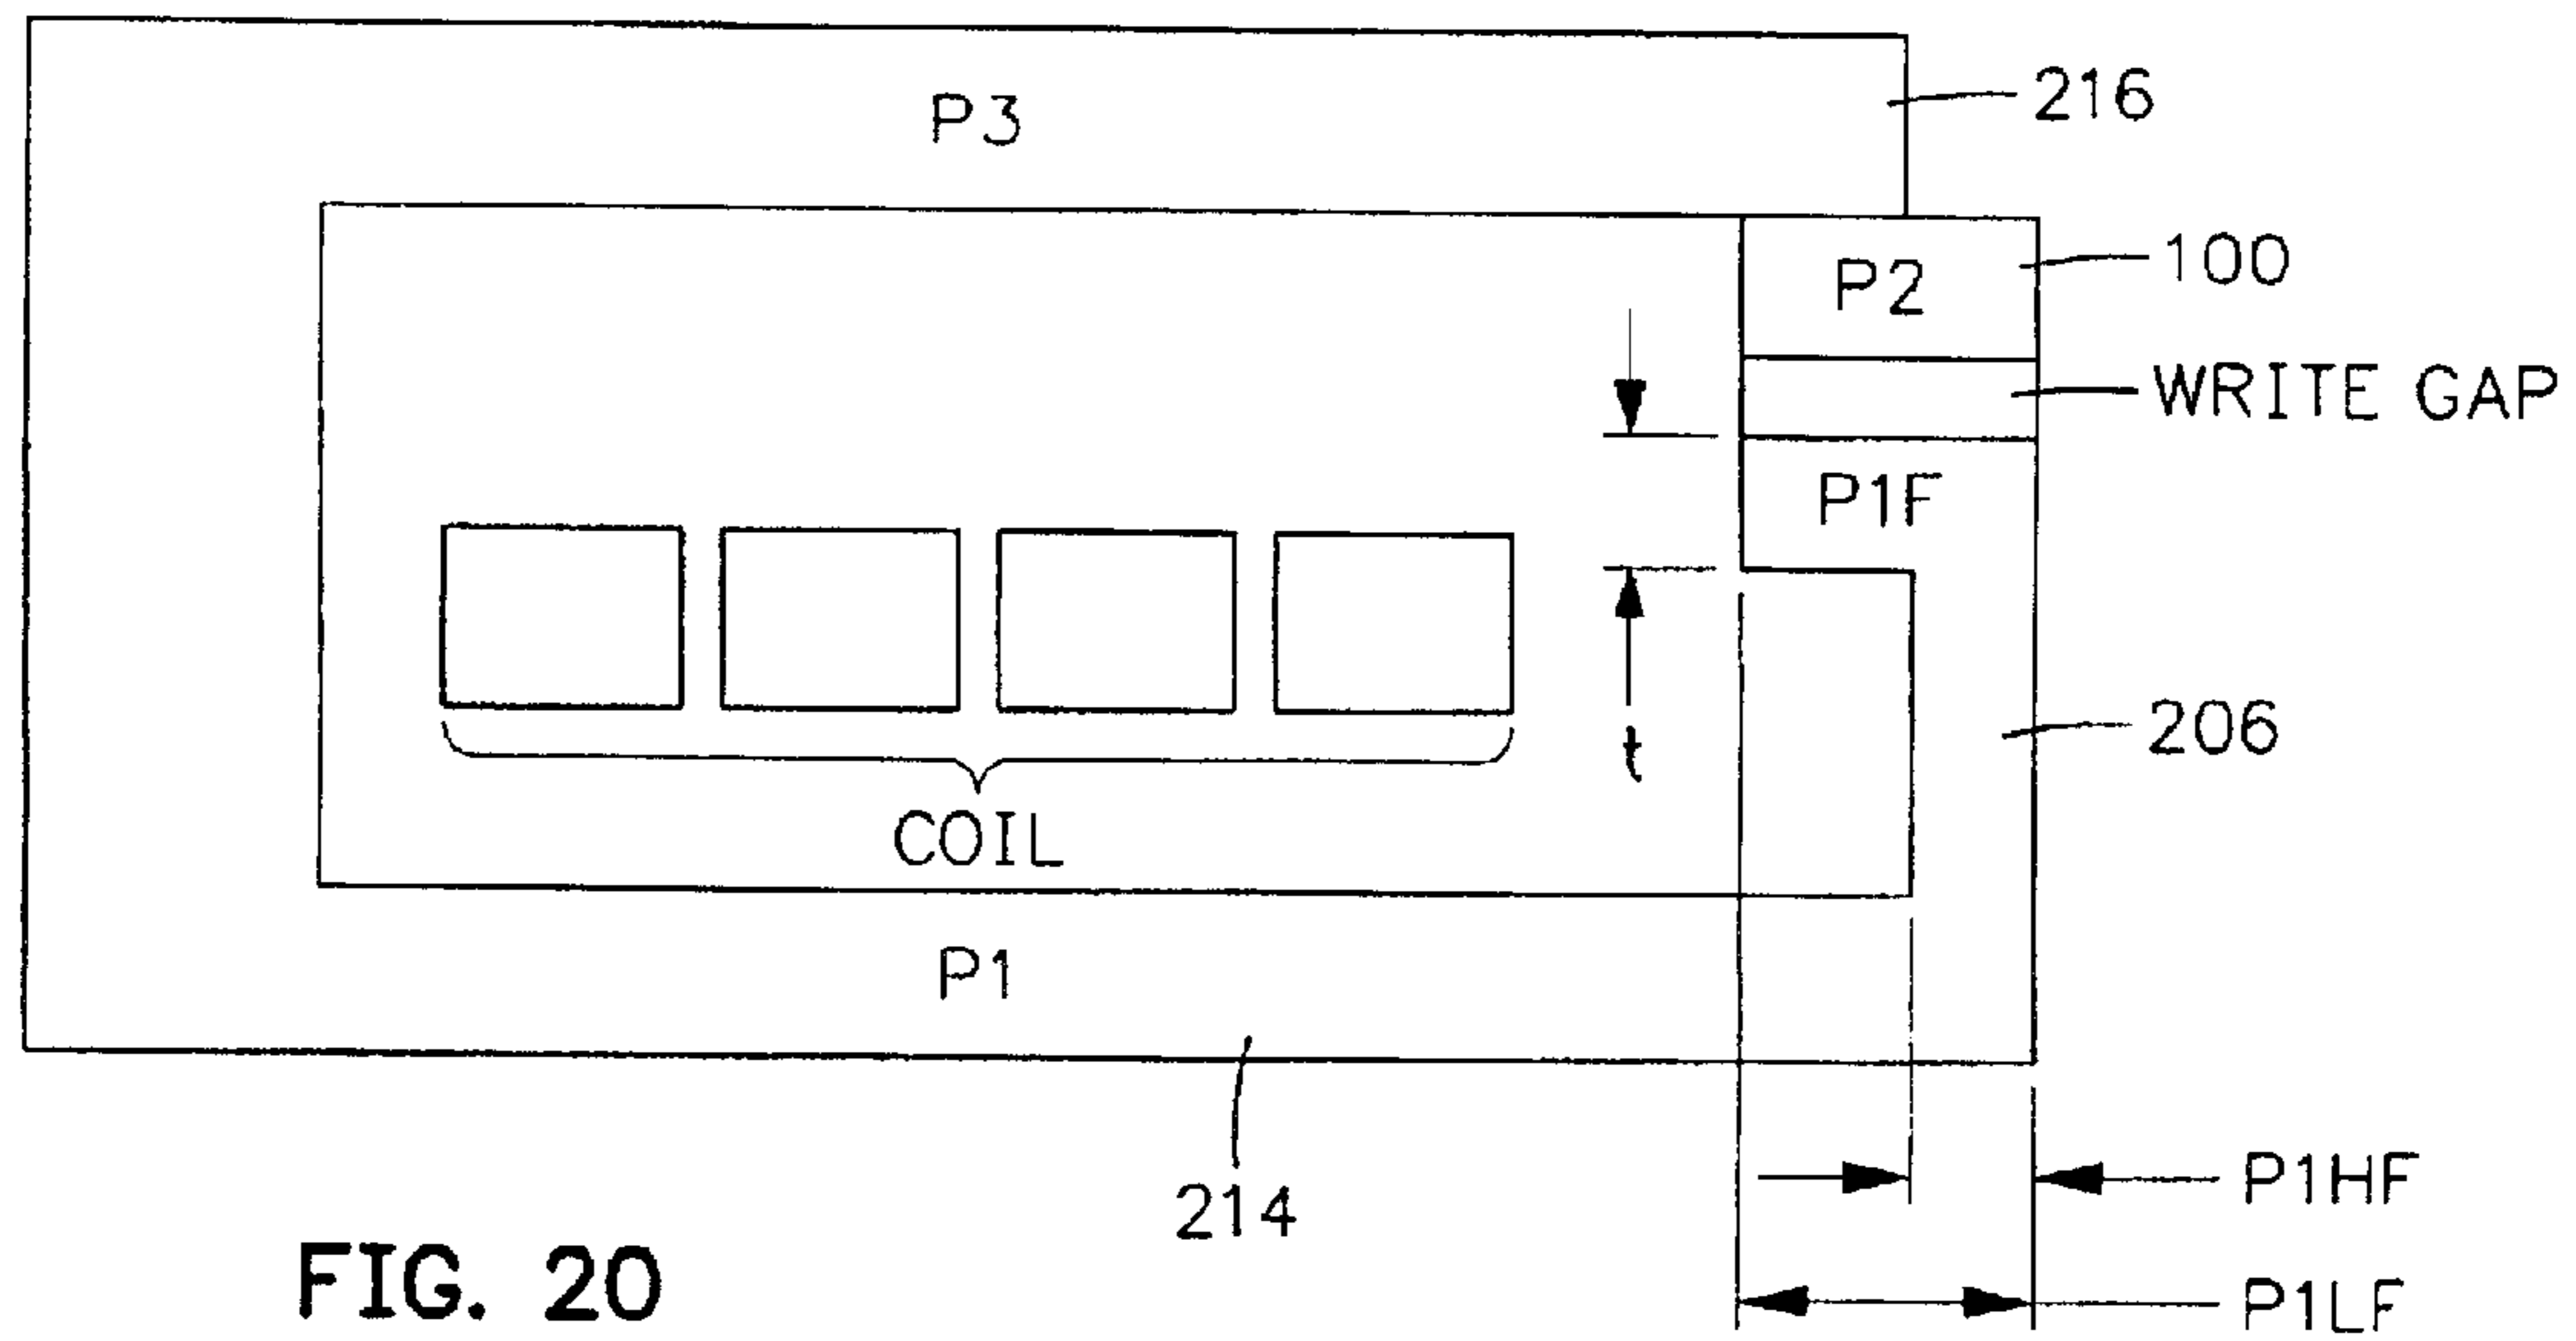 P3
216
P2
100
WRITE GAP
P1F
t
206
COIL
P1
214
P1HF
P1LF
FIG. 20